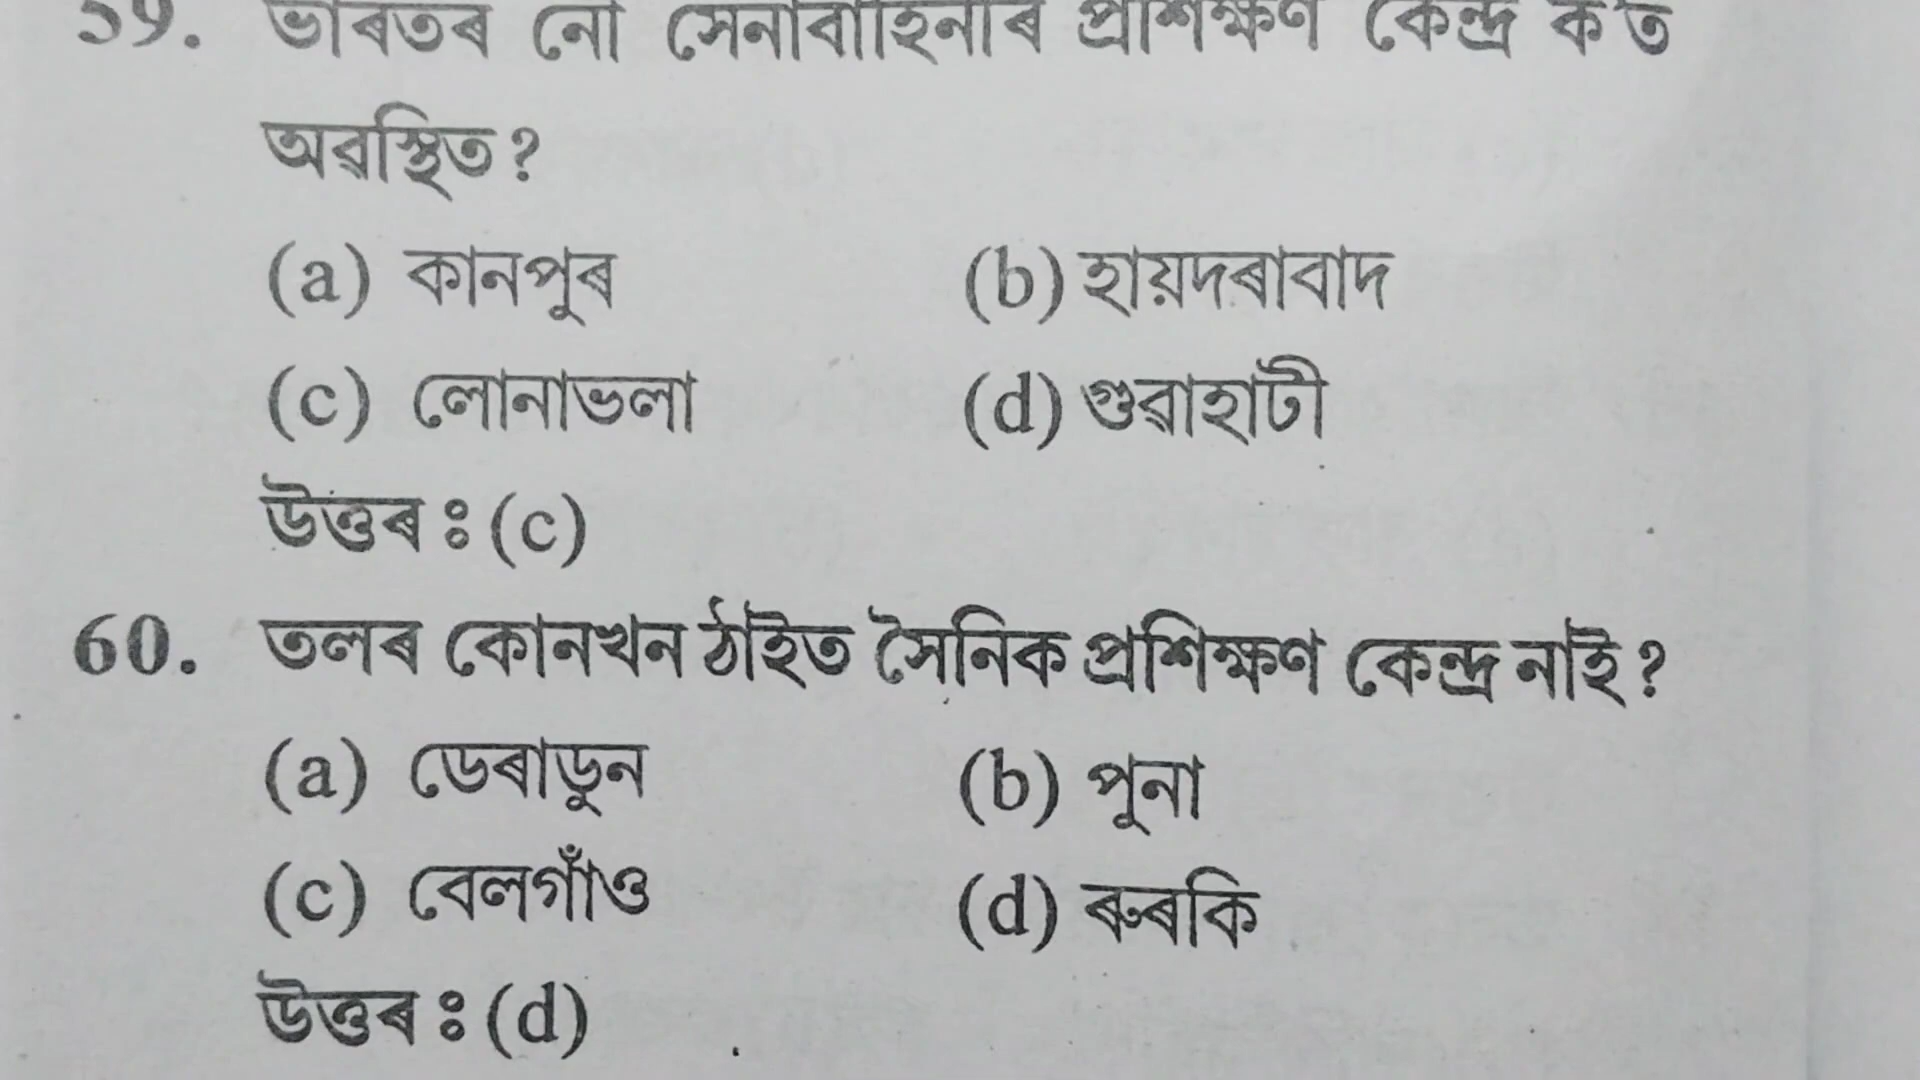 59. ভাৰতৰ নৌ সেনাবাহিনীৰ প্ৰশিক্ষণ কেন্দ্ৰ ক'ত
অৱস্থিত?
(a) কানপুৰ (b) হায়দৰাবাদ
(c) লোনাভলা (d) গুৱাহাটী
উত্তৰঃ (c)
60. তলৰ কোনখন ঠাইত সৈনিক প্ৰশিক্ষণ কেন্দ্ৰ নাই?
(a) ডেৰাডুন (b) পুনা
(c) বেলগাঁও (d) ৰুৰকি
উত্তৰঃ (d)